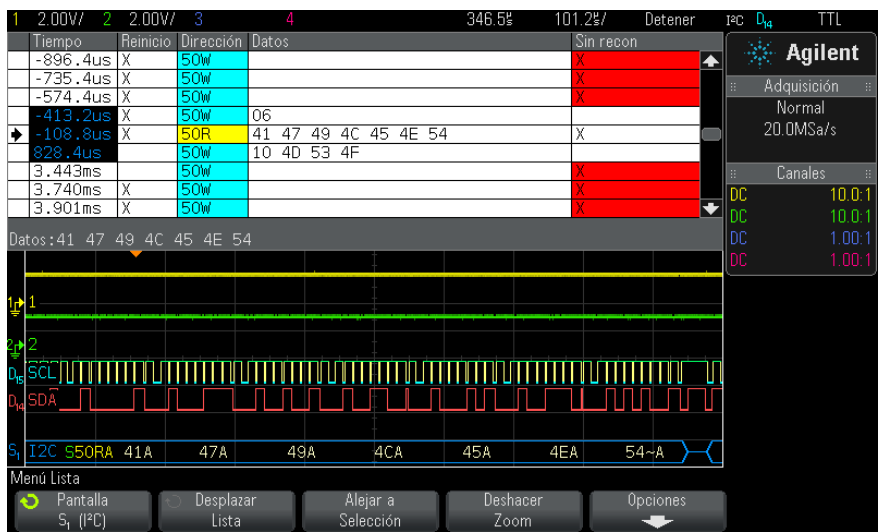 1 2.00V/ 2 2.00V/ 3 4 346.5% 101.2%/ Detener I²C D14 TTL
Tiempo Reinicio Dirección Datos Sin recon
-896.4us X 50W X
-735.4us X 50W X
-574.4us X 50W X
-413.2us X 50W 06
-108.8us X 50R 41 47 49 4C 45 4E 54 X
828.4us 50W 10 4D 53 4F
3.443ms 50W X
3.740ms X 50W X
3.901ms X 50W X
Datos:41 47 49 4C 45 4E 54
Agilent
Adquisición
Normal
20.0MSa/s
Canales
DC 10.0:1
DC 10.0:1
DC 1.00:1
DC 1.00:1
1 1
2 2
D15 SCL
D14 SDA
S1 I2C S50RA 41A 47A 49A 4CA 45A 4EA 54~A
Menú Lista
Pantalla
S1 (I²C)
Desplazar
Lista
Alejar a
Selección
Deshacer
Zoom
Opciones